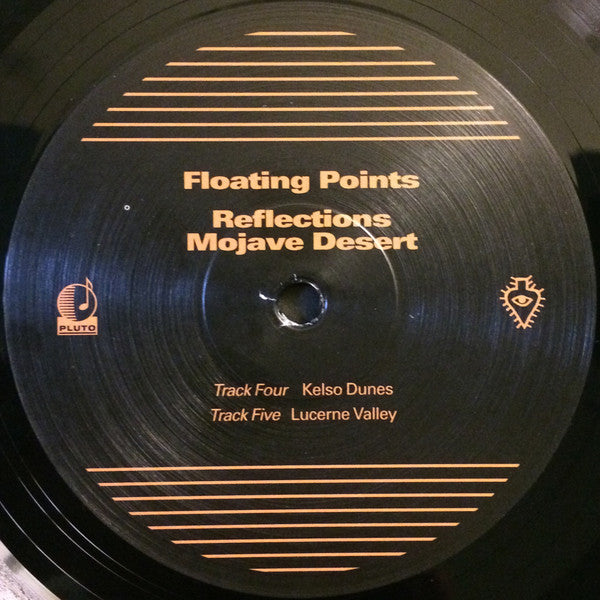 Floating Points
Reflections
Mojave Desert
PLUTO
Track Four Kelso Dunes
Track Five Lucerne Valley